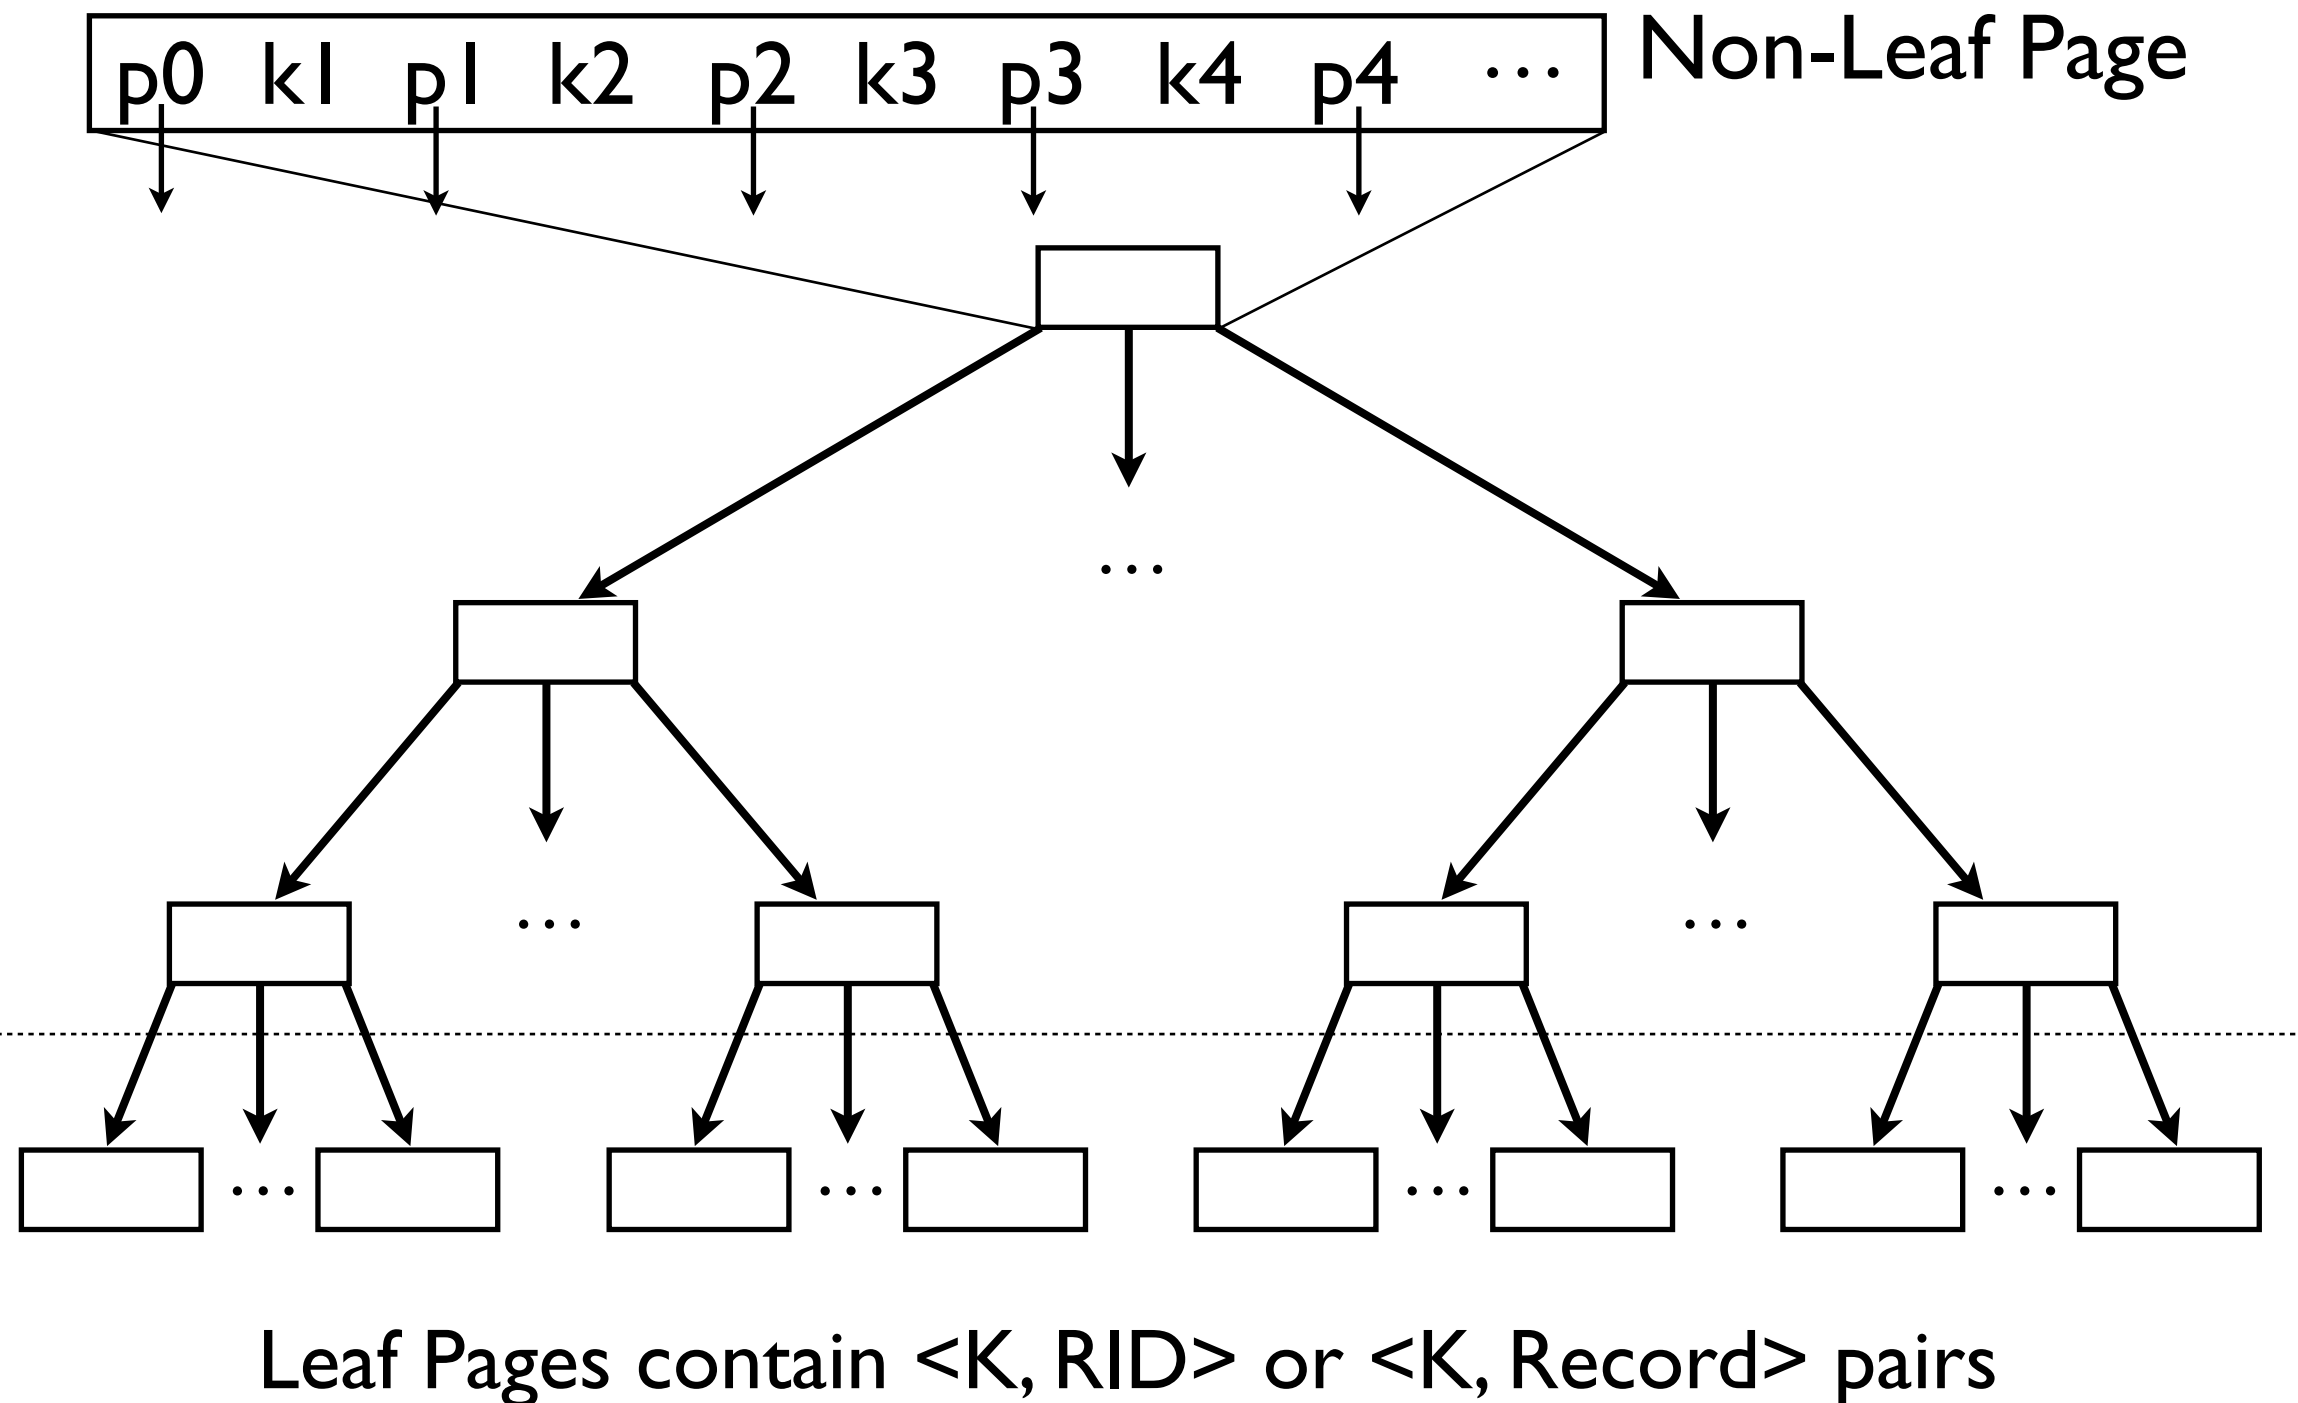 p0 k1 p1 k2 p2 k3 p3 k4 p4 ...
Non-Leaf Page
...
... ...
... ... ... ...
Leaf Pages contain <K, RID> or <K, Record> pairs